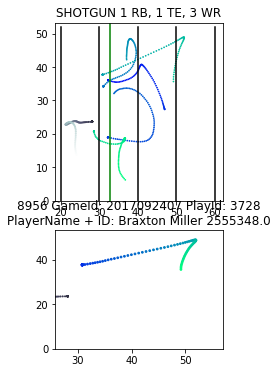 SHOTGUN 1 RB, 1 TE, 3 WR
50
40
30
20
10
0
20 30 40 50 60
8956 GameId: 2017092407 PlayId: 3728
PlayerName + ID: Braxton Miller 2555348.0
40
20
0
30 40 50